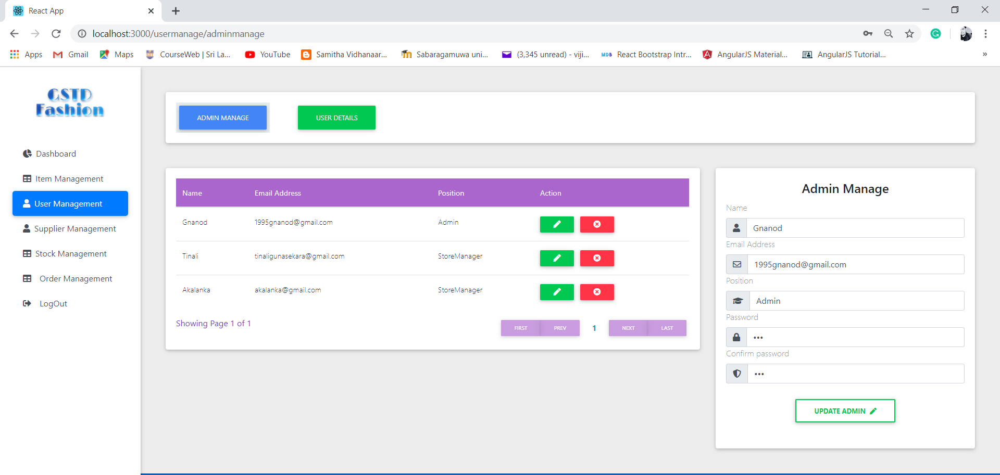 React App
localhost:3000/usermanage/adminmanage
Apps Gmail Maps CourseWeb | Sri La... YouTube Samitha Vidhanaar... Sabaragamuwa uni... (3,345 unread) - viji... MDB React Bootstrap Intr... AngularJS Material... AngularJS Tutorial... »
GSTD
Fashion
Dashboard
Item Management
User Management
Supplier Management
Stock Management
Order Management
LogOut
ADMIN MANAGE USER DETAILS
Name Email Address Position Action
Gnanod 1995gnanod@gmail.com Admin
Tinali tinaligunasekara@gmail.com StoreManager
Akalanka akalanka@gmail.com StoreManager
Showing Page 1 of 1 FIRST PREV 1 NEXT LAST
Admin Manage
Name
Gnanod
Email Address
1995gnanod@gmail.com
Position
Admin
Password
•••
Confirm password
•••
UPDATE ADMIN